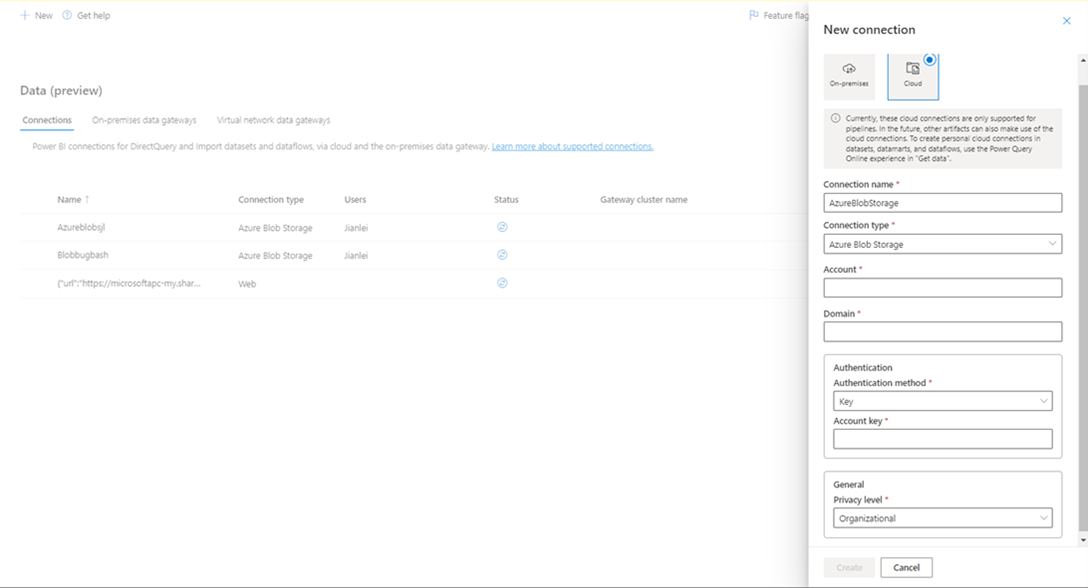 New Get help Feature flag
New connection
On-premises Cloud
Currently, these cloud connections are only supported for
pipelines. In the future, other artifacts can also make use of the
cloud connections. To create personal cloud connections in
datasets, datamarts, and dataflows, use the Power Query
Online experience in "Get data".
Data (preview)
Connections On-premises data gateways Virtual network data gateways
Power BI connections for DirectQuery and Import datasets and dataflows, via cloud and the on-premises data gateway. Learn more about supported connections.
Name ↑ Connection type Users Status Gateway cluster name
Azureblobsjl Azure Blob Storage Jianlei
Blobbugbash Azure Blob Storage Jianlei
{"url":"https://microsoftapc-my.shar... Web
Connection name *
AzureBlobStorage
Connection type *
Azure Blob Storage
Account *
Domain *
Authentication
Authentication method *
Key
Account key *
General
Privacy level *
Organizational
Create Cancel